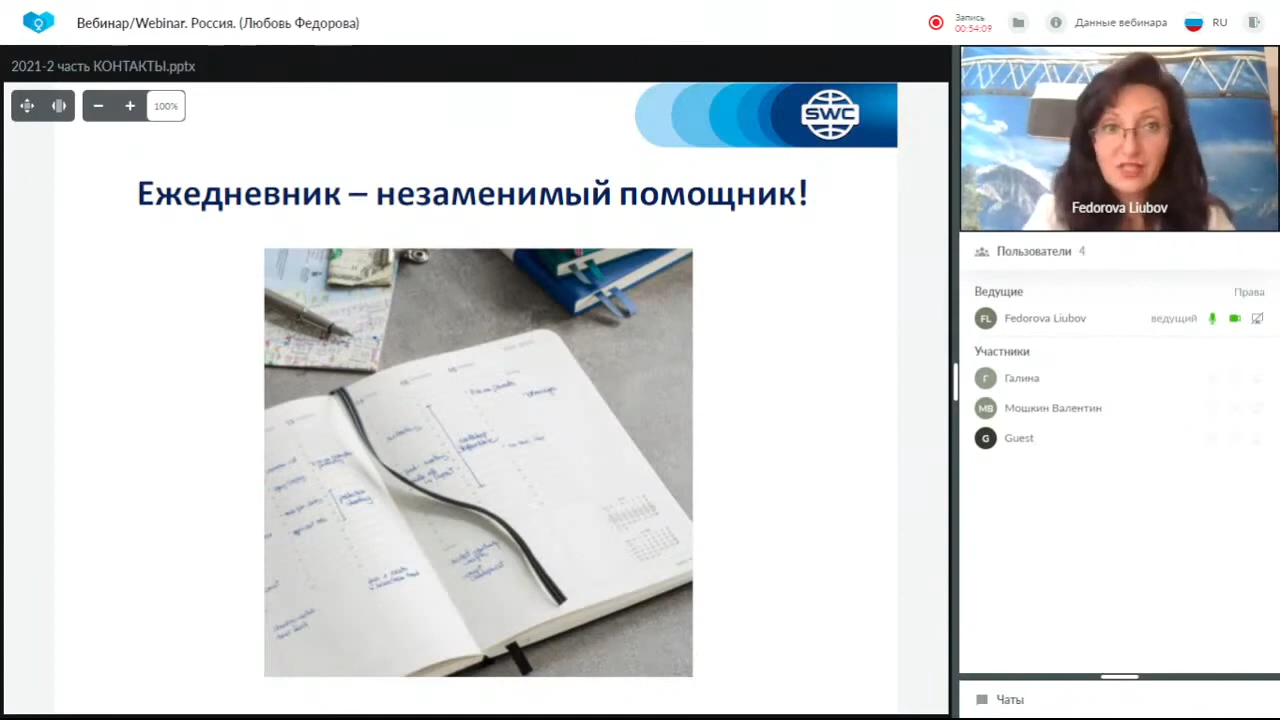 Вебинар/Webinar. Россия. (Любовь Федорова)
Запись
00:54:09
Данные вебинара
RU
2021-2 часть КОНТАКТЫ.pptx
100%
SWC
Ежедневник – незаменимый помощник!
Fedorova Liubov
Пользователи 4
Ведущие
Права
FL Fedorova Liubov
ведущий
Участники
Г Галина
МВ Мошкин Валентин
G Guest
Чаты